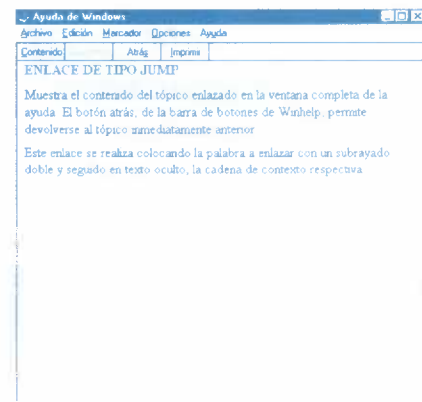 Ayuda de Windows
Archivo Edición Marcador Opciones Ayuda
Contenido Atrás Imprimir
ENLACE DE TIPO JUMP
Muestra el contenido del tópico enlazado en la ventana completa de la
ayuda. El botón atrás, de la barra de botones de Winhelp, permite
devolverse al tópico inmediatamente anterior
Este enlace se realiza colocando la palabra a enlazar con un subrayado
doble y seguido en texto oculto, la cadena de contexto respectiva